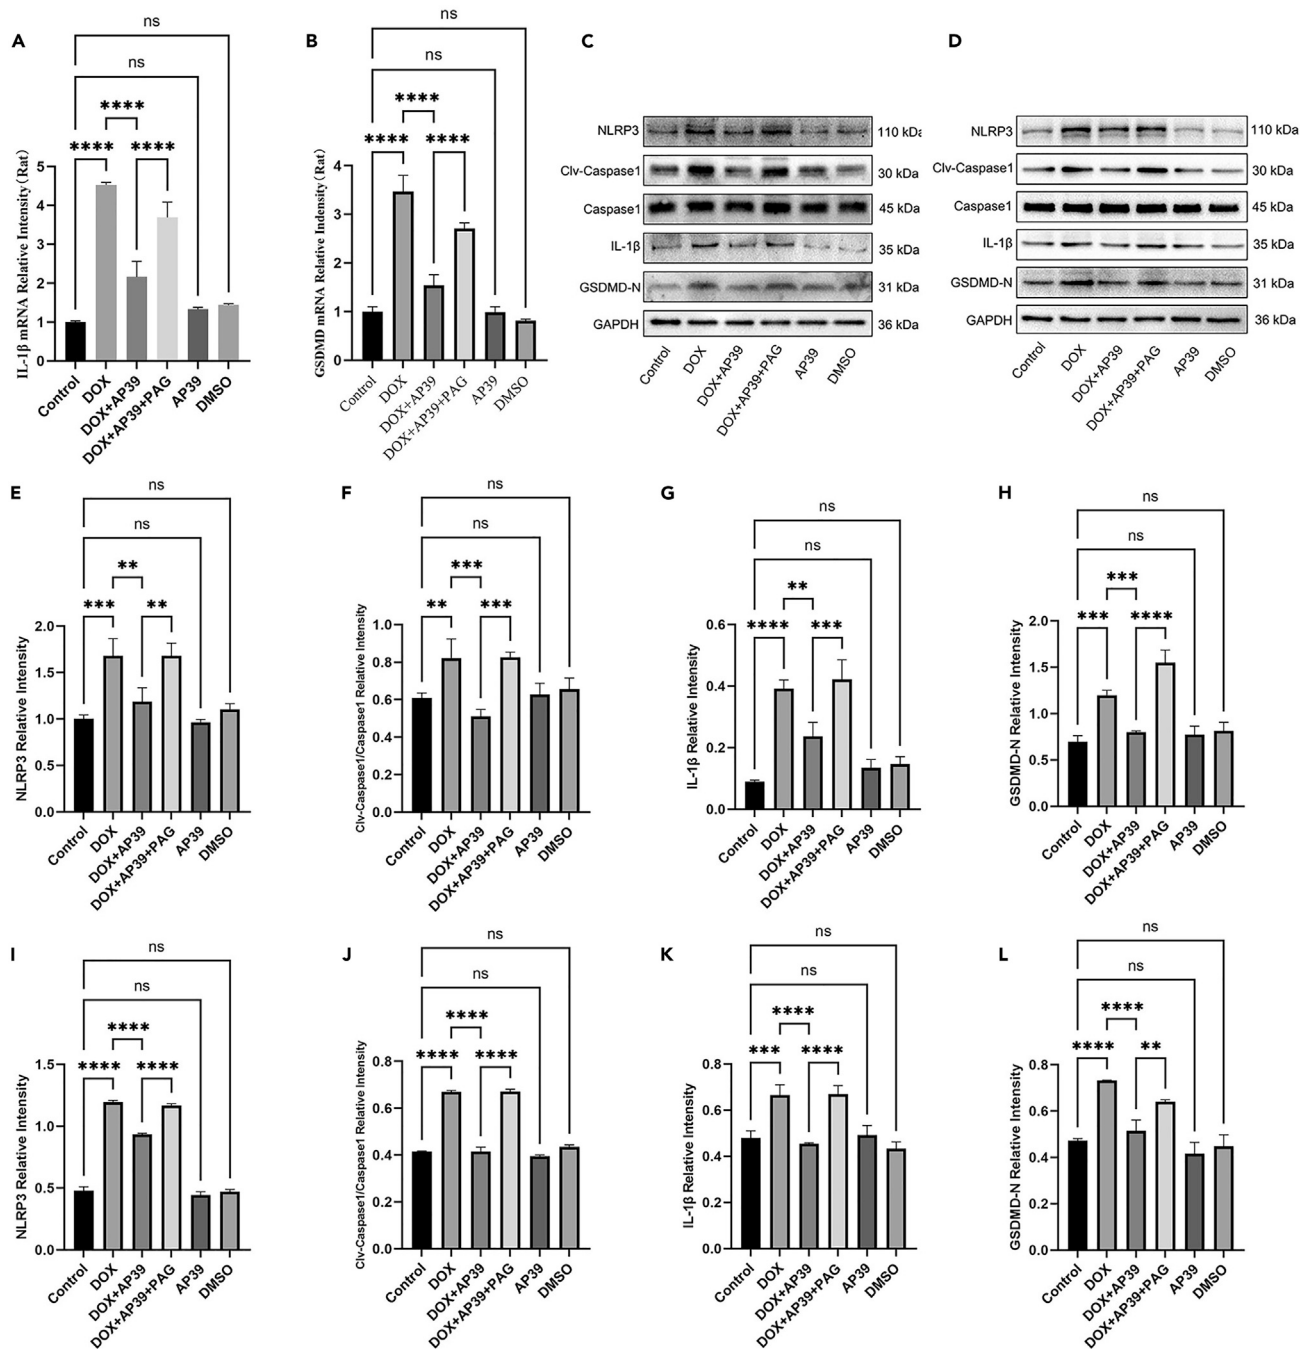 A
ns
ns
****
****
****
IL-1β mRNA Relative Intensity (Rat)
5
4
3
2
1
0
Control
DOX
DOX+AP39
DOX+AP39+PAG
AP39
DMSO
B
ns
ns
****
****
****
GSDMD mRNA Relative Indensity (Rat)
4
3
2
1
0
Control
DOX
DOX+AP39
DOX+AP39+PAG
AP39
DMSO
C
NLRP3
110 kDa
Clv-Caspase1
30 kDa
Caspase1
45 kDa
IL-1β
35 kDa
GSDMD-N
31 kDa
GAPDH
36 kDa
Control
DOX
DOX+AP39
DOX+AP39+PAG
AP39
DMSO
D
NLRP3
110 kDa
Clv-Caspase1
30 kDa
Caspase1
45 kDa
IL-1β
35 kDa
GSDMD-N
31 kDa
GAPDH
36 kDa
Control
DOX
DOX+AP39
DOX+AP39+PAG
AP39
DMSO
E
ns
ns
**
***
**
NLRP3 Relative Intensity
2.0
1.5
1.0
0.5
0.0
Control
DOX
DOX+AP39
DOX+AP39+PAG
AP39
DMSO
F
ns
ns
***
**
***
Clv-Caspase1/Caspase1 Relative Intensity
1.0
0.8
0.6
0.4
0.2
0.0
Control
DOX
DOX+AP39
DOX+AP39+PAG
AP39
DMSO
G
ns
ns
**
****
***
IL-1β Relative Intensity
0.6
0.4
0.2
0.0
Control
DOX
DOX+AP39
DOX+AP39+PAG
AP39
DMSO
H
ns
ns
***
***
****
GSDMD-N Relative Intensity
2.0
1.5
1.0
0.5
0.0
Control
DOX
DOX+AP39
DOX+AP39+PAG
AP39
DMSO
I
ns
ns
****
****
****
NLRP3 Relative Intensity
1.5
1.0
0.5
0.0
Control
DOX
DOX+AP39
DOX+AP39+PAG
AP39
DMSO
J
ns
ns
****
****
****
Clv-Caspase1/Caspase1 Relative Intensity
0.8
0.6
0.4
0.2
0.0
Control
DOX
DOX+AP39
DOX+AP39+PAG
AP39
DMSO
K
ns
ns
****
***
****
IL-1β Relative Intensity
0.8
0.6
0.4
0.2
0.0
Control
DOX
DOX+AP39
DOX+AP39+PAG
AP39
DMSO
L
ns
ns
****
****
**
GSDMD-N Relative Intensity
0.8
0.6
0.4
0.2
0.0
Control
DOX
DOX+AP39
DOX+AP39+PAG
AP39
DMSO